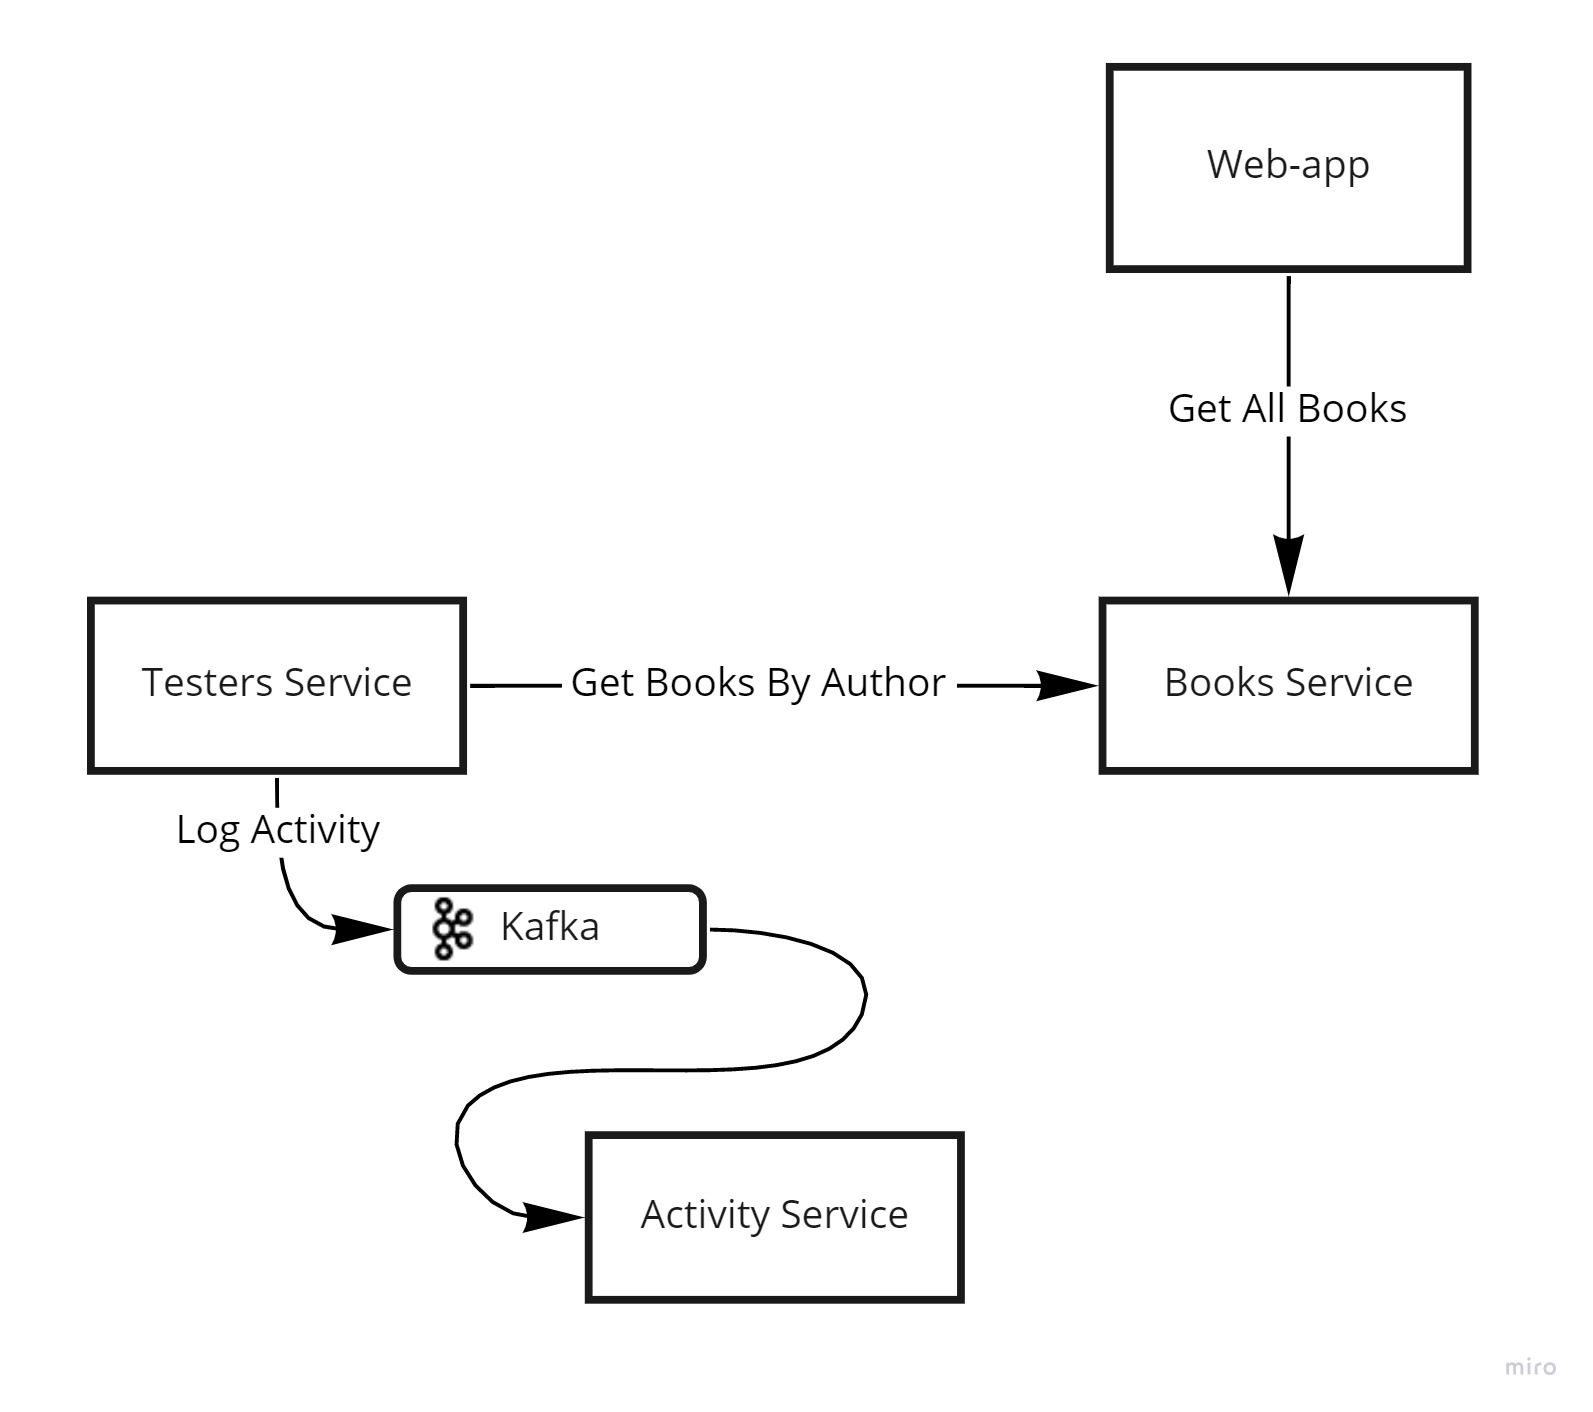 Web-app
Get All Books
Testers Service
Get Books By Author
Books Service
Log Activity
Kafka
Activity Service
miro